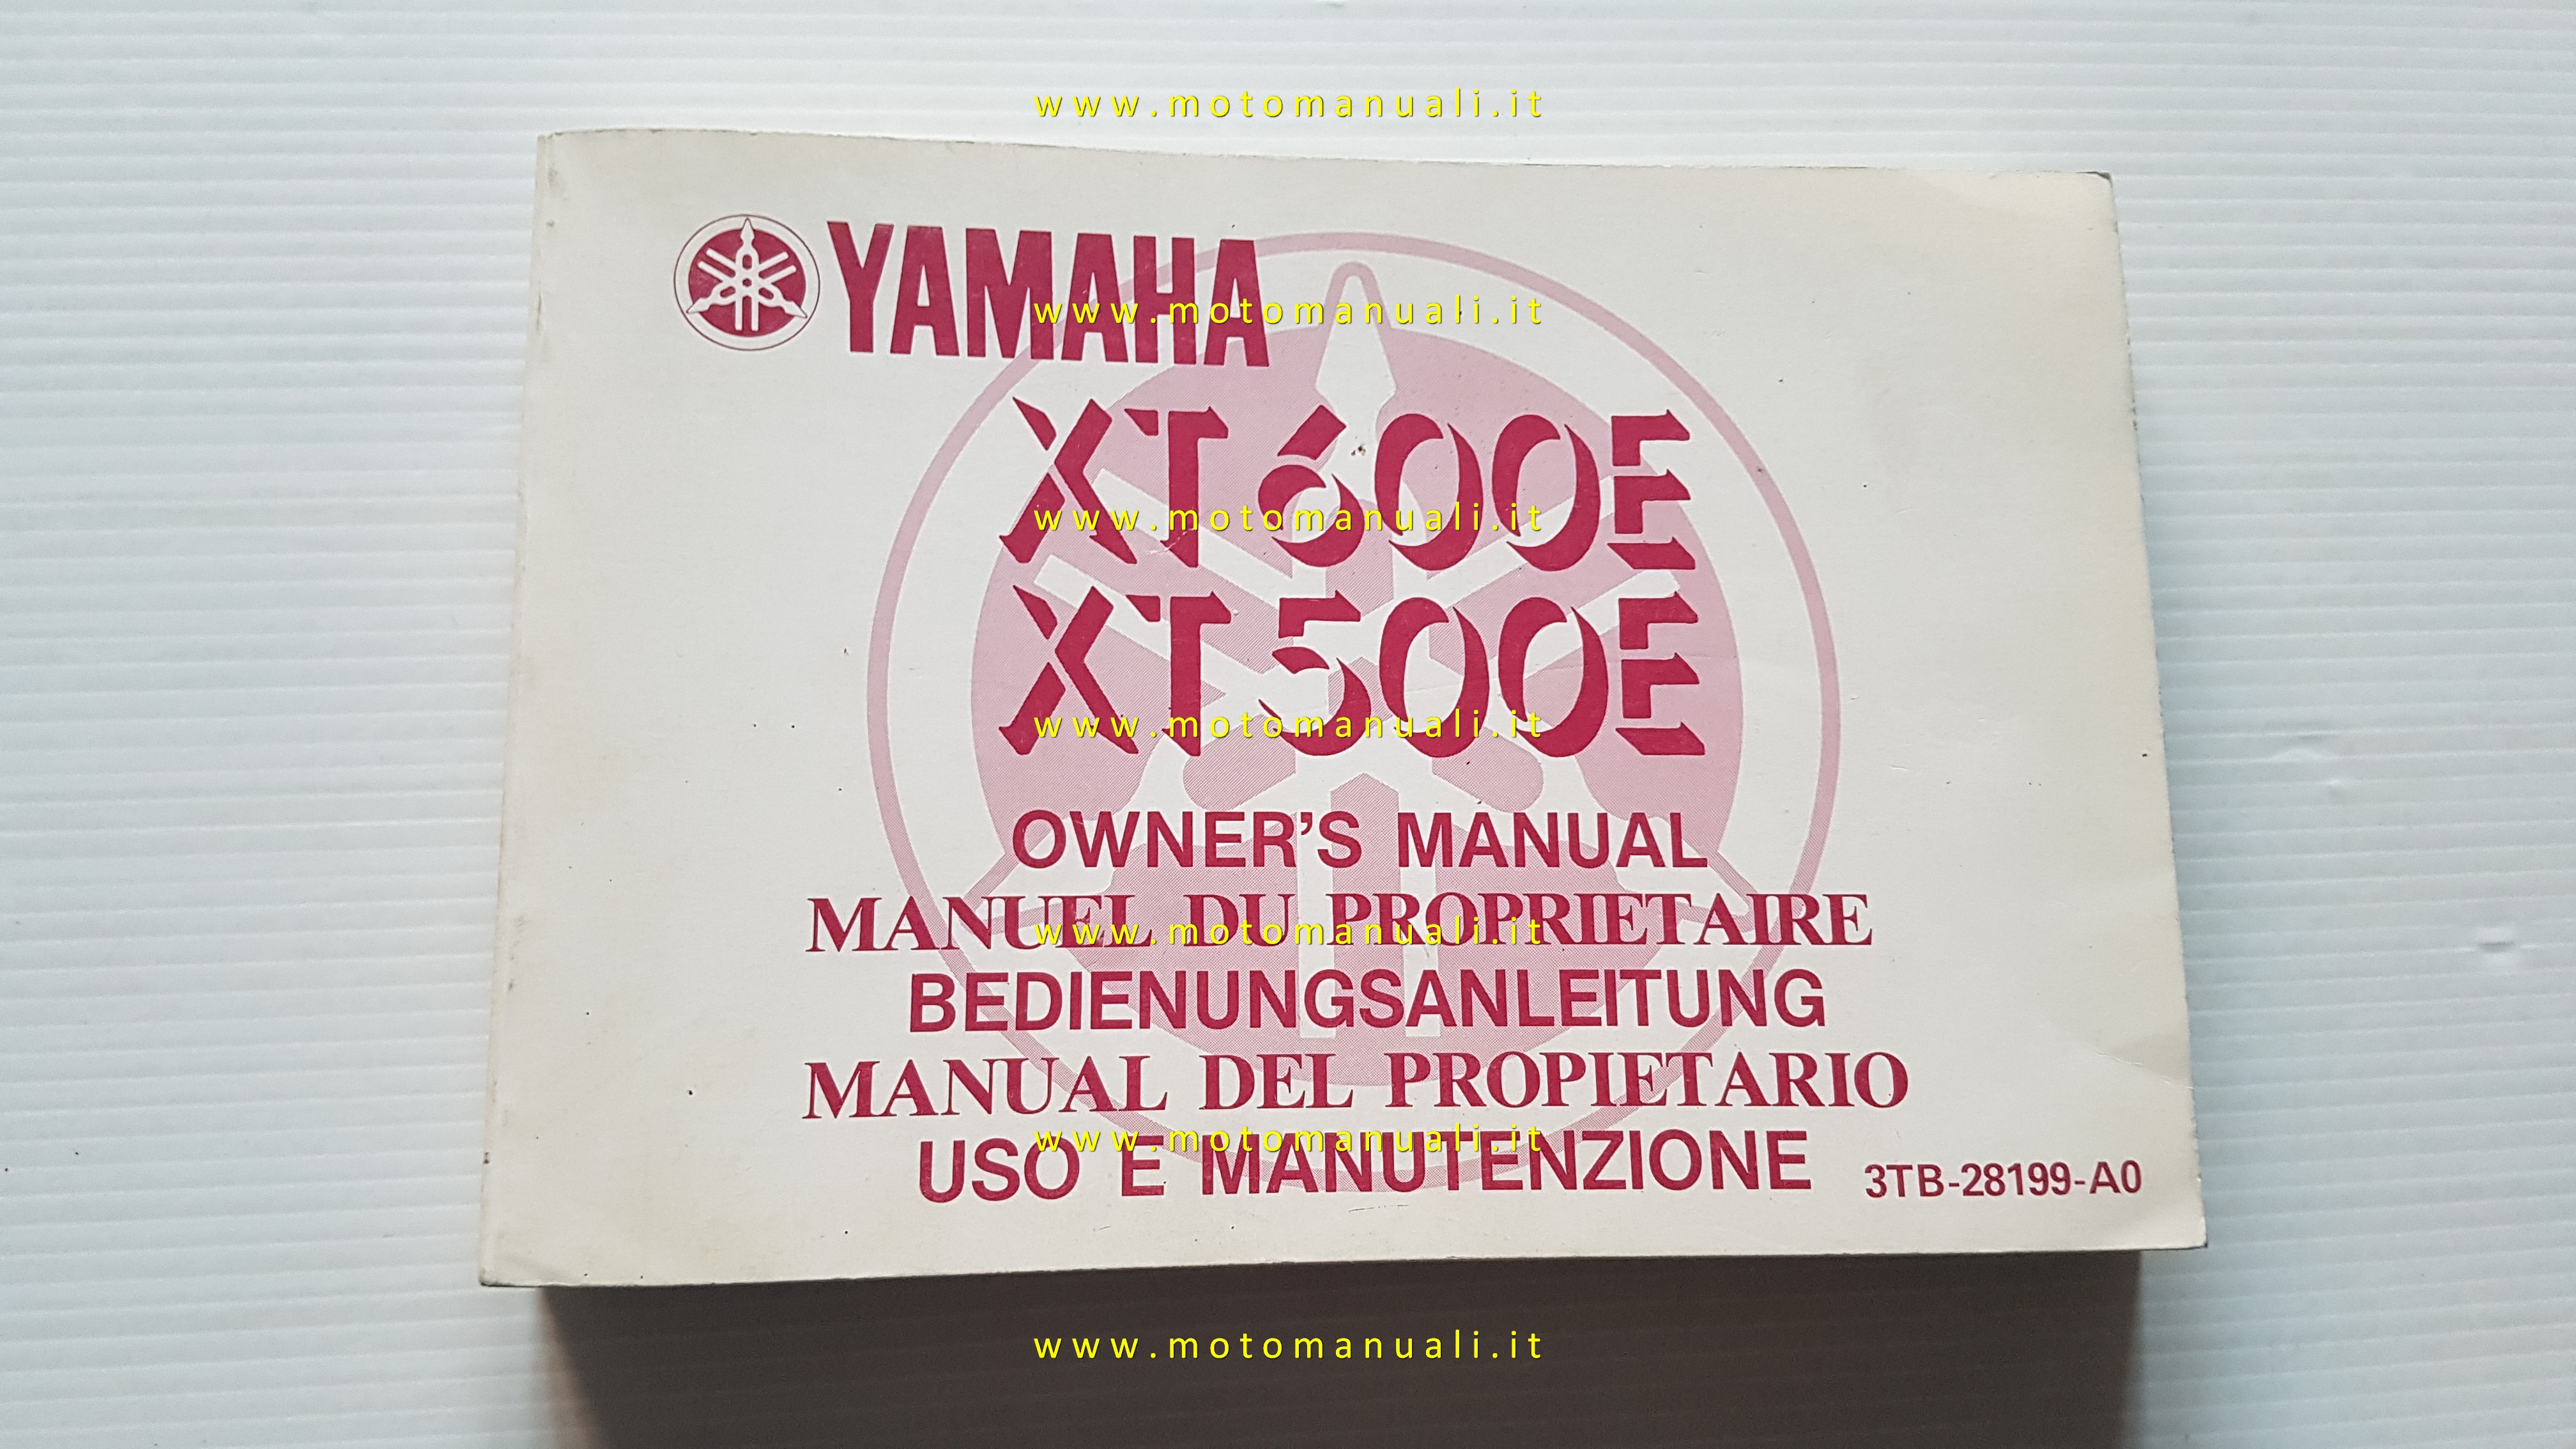 www.motomanuali.it
YAMAHA
www.motomanuali.it
XT600E
www.motomanuali.it
XT500E
www.motomanuali.it
OWNER'S MANUAL
MANUEL DU PROPRIETAIRE
www.motomanuali.it
BEDIENUNGSANLEITUNG
MANUAL DEL PROPIETARIO
www.motomanuali.it
USO E MANUTENZIONE
3TB-28199-A0
www.motomanuali.it